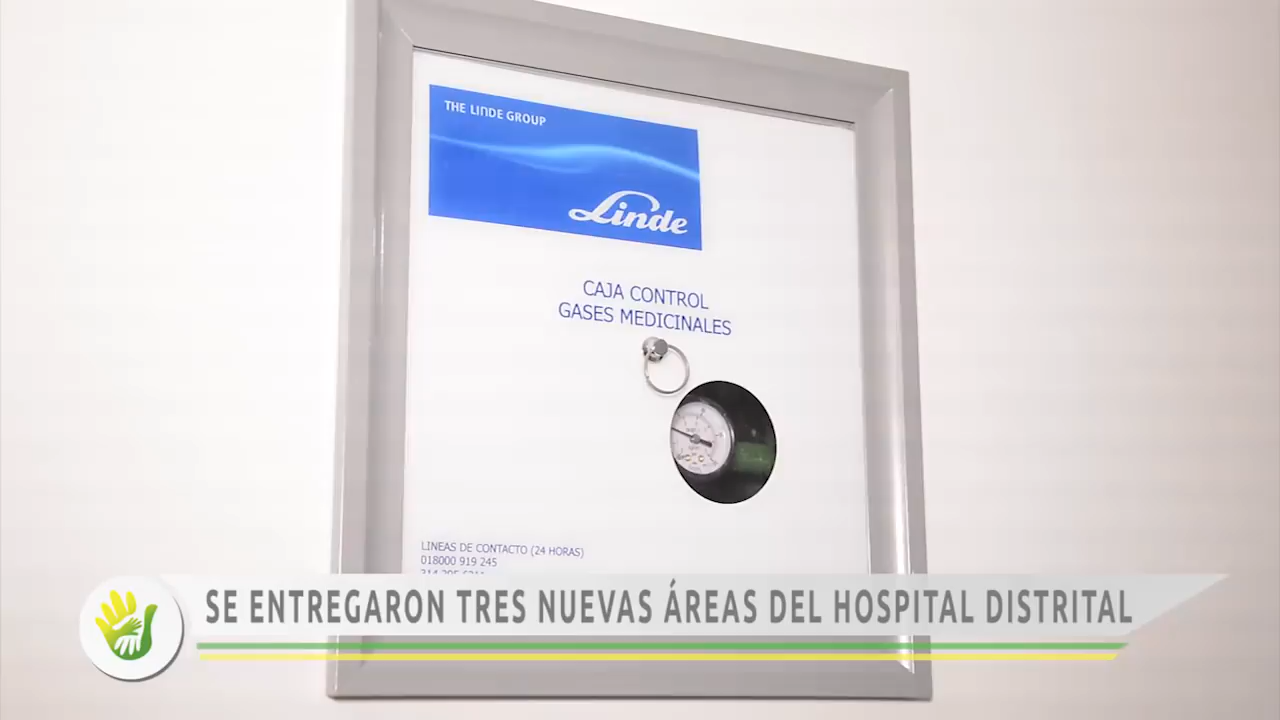 THE LINDE GROUP
Linde
CAJA CONTROL
GASES MEDICINALES
LINEAS DE CONTACTO (24 HORAS)
018000 919 245
SE ENTREGARON TRES NUEVAS ÁREAS DEL HOSPITAL DISTRITAL